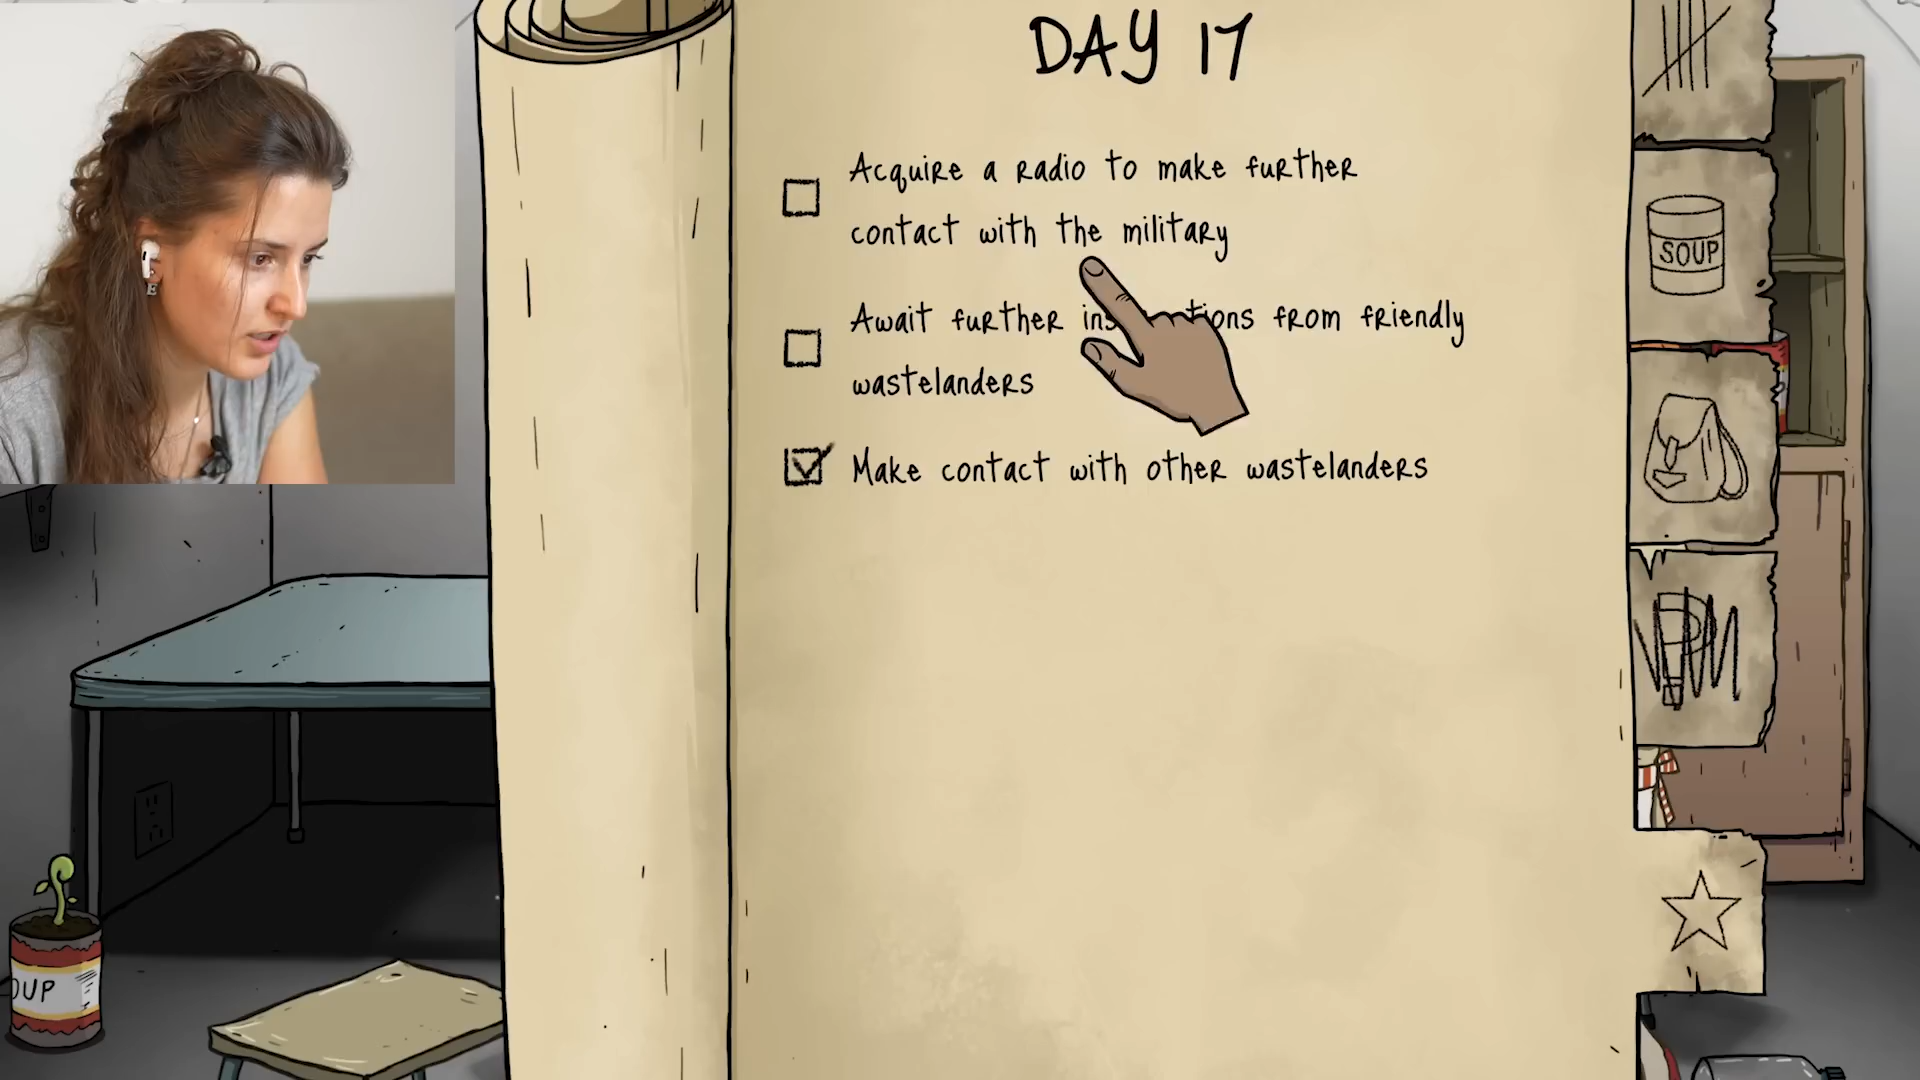 DAY 17
Acquire a radio to make further
contact with the military
Await further from friendly
wastelanders
Make contact with other wastelanders
SOUP
OUP